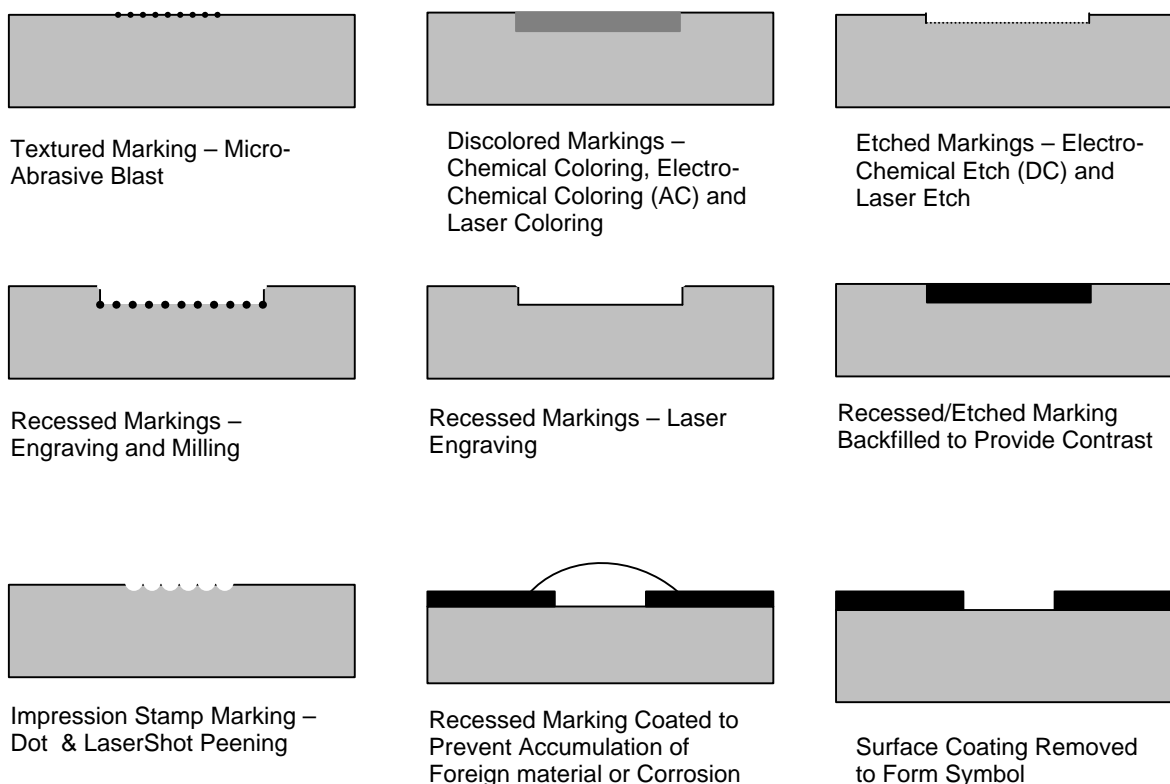 Textured Marking – Micro-
Abrasive Blast
Discolored Markings –
Chemical Coloring, Electro-
Chemical Coloring (AC) and
Laser Coloring
Etched Markings – Electro-
Chemical Etch (DC) and
Laser Etch
Recessed Markings –
Engraving and Milling
Recessed Markings – Laser
Engraving
Recessed/Etched Marking
Backfilled to Provide Contrast
Impression Stamp Marking –
Dot & LaserShot Peening
Recessed Marking Coated to
Prevent Accumulation of
Foreign material or Corrosion
Surface Coating Removed
to Form Symbol